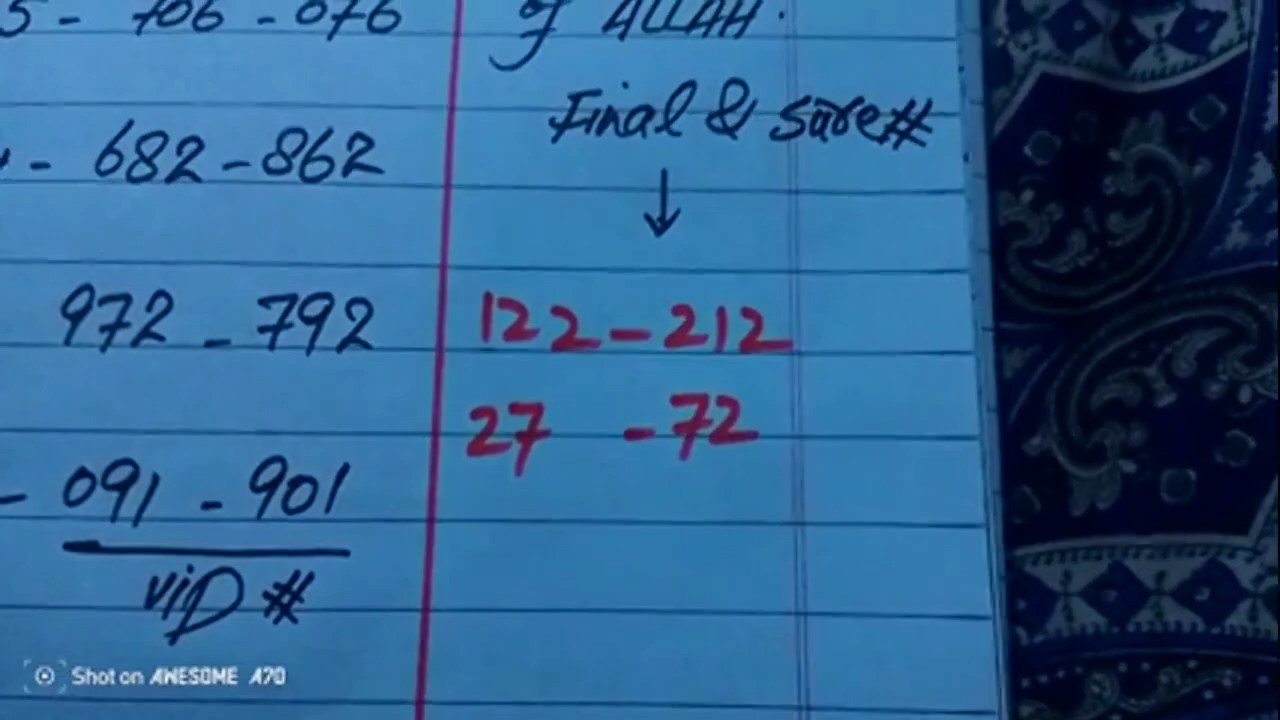 5 - 706 - 076
of ALLAH.
Final & sure#
- 682 - 862
↓
972 - 792
122 - 212
27 - 72
- 091 - 901
vip #
Shot on AWESOME A70